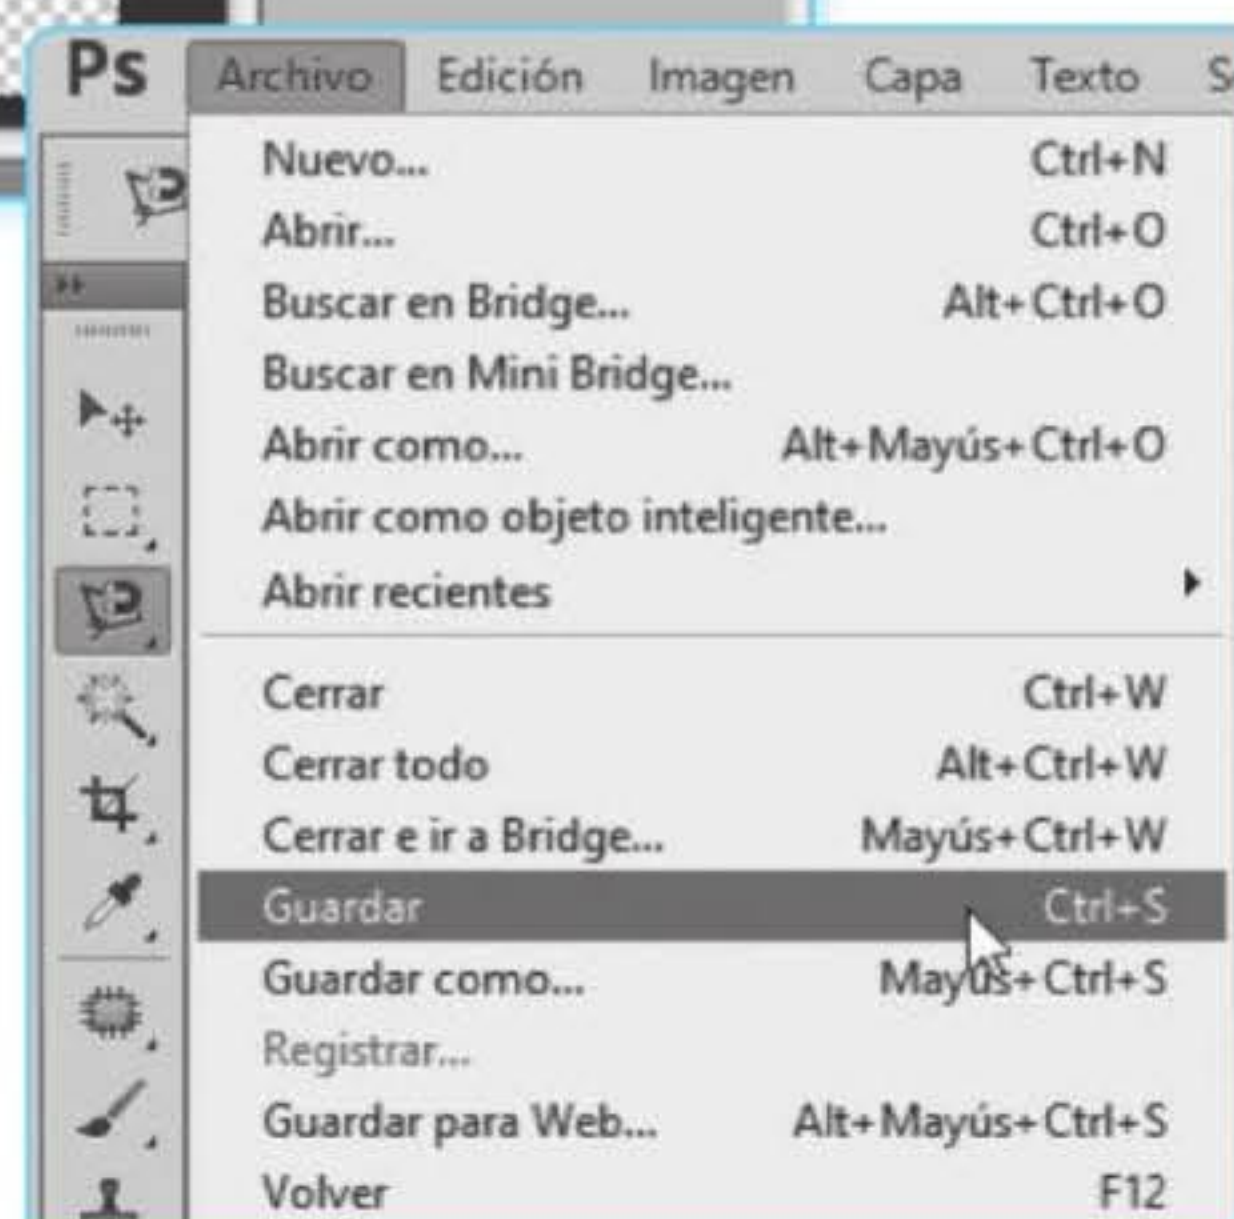 Ps Archivo Edición Imagen Capa Texto
Nuevo... Ctrl+N
Abrir... Ctrl+O
Buscar en Bridge... Alt+Ctrl+O
Buscar en Mini Bridge...
Abrir como... Alt+Mayús+Ctrl+O
Abrir como objeto inteligente...
Abrir recientes
Cerrar Ctrl+W
Cerrar todo Alt+Ctrl+W
Cerrar e ir a Bridge... Mayús+Ctrl+W
Guardar Ctrl+S
Guardar como... Mayús+Ctrl+S
Registrar...
Guardar para Web... Alt+Mayús+Ctrl+S
Volver F12